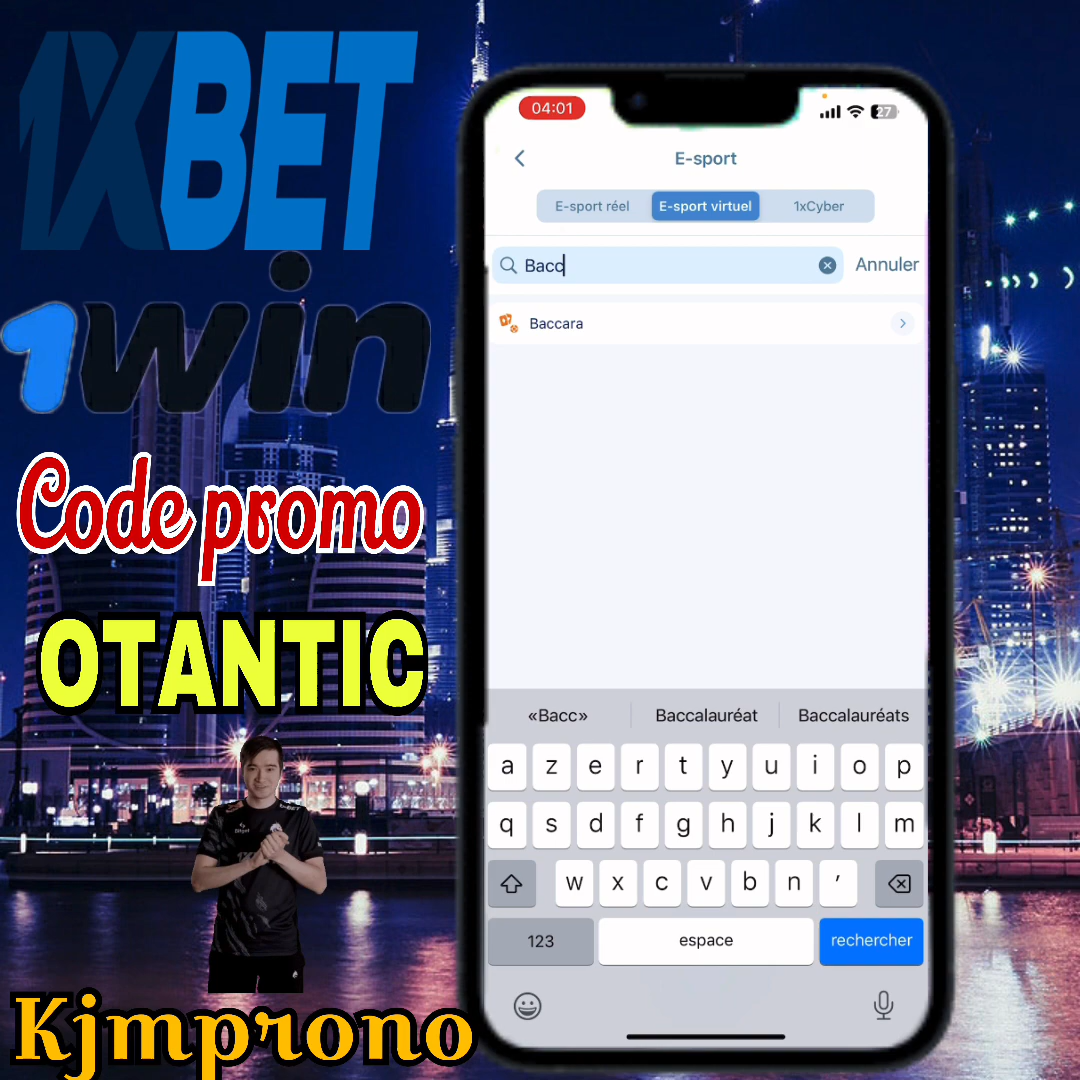 1XBET
1win
Code promo
OTANTIC
Kjmprono
04:01
27
E-sport
E-sport réel
E-sport virtuel
1xCyber
Bacc
Annuler
Baccara
«Bacc»
Baccalauréat
Baccalauréats
a z e r t y u i o p
q s d f g h j k l m
w x c v b n ’
123
espace
rechercher